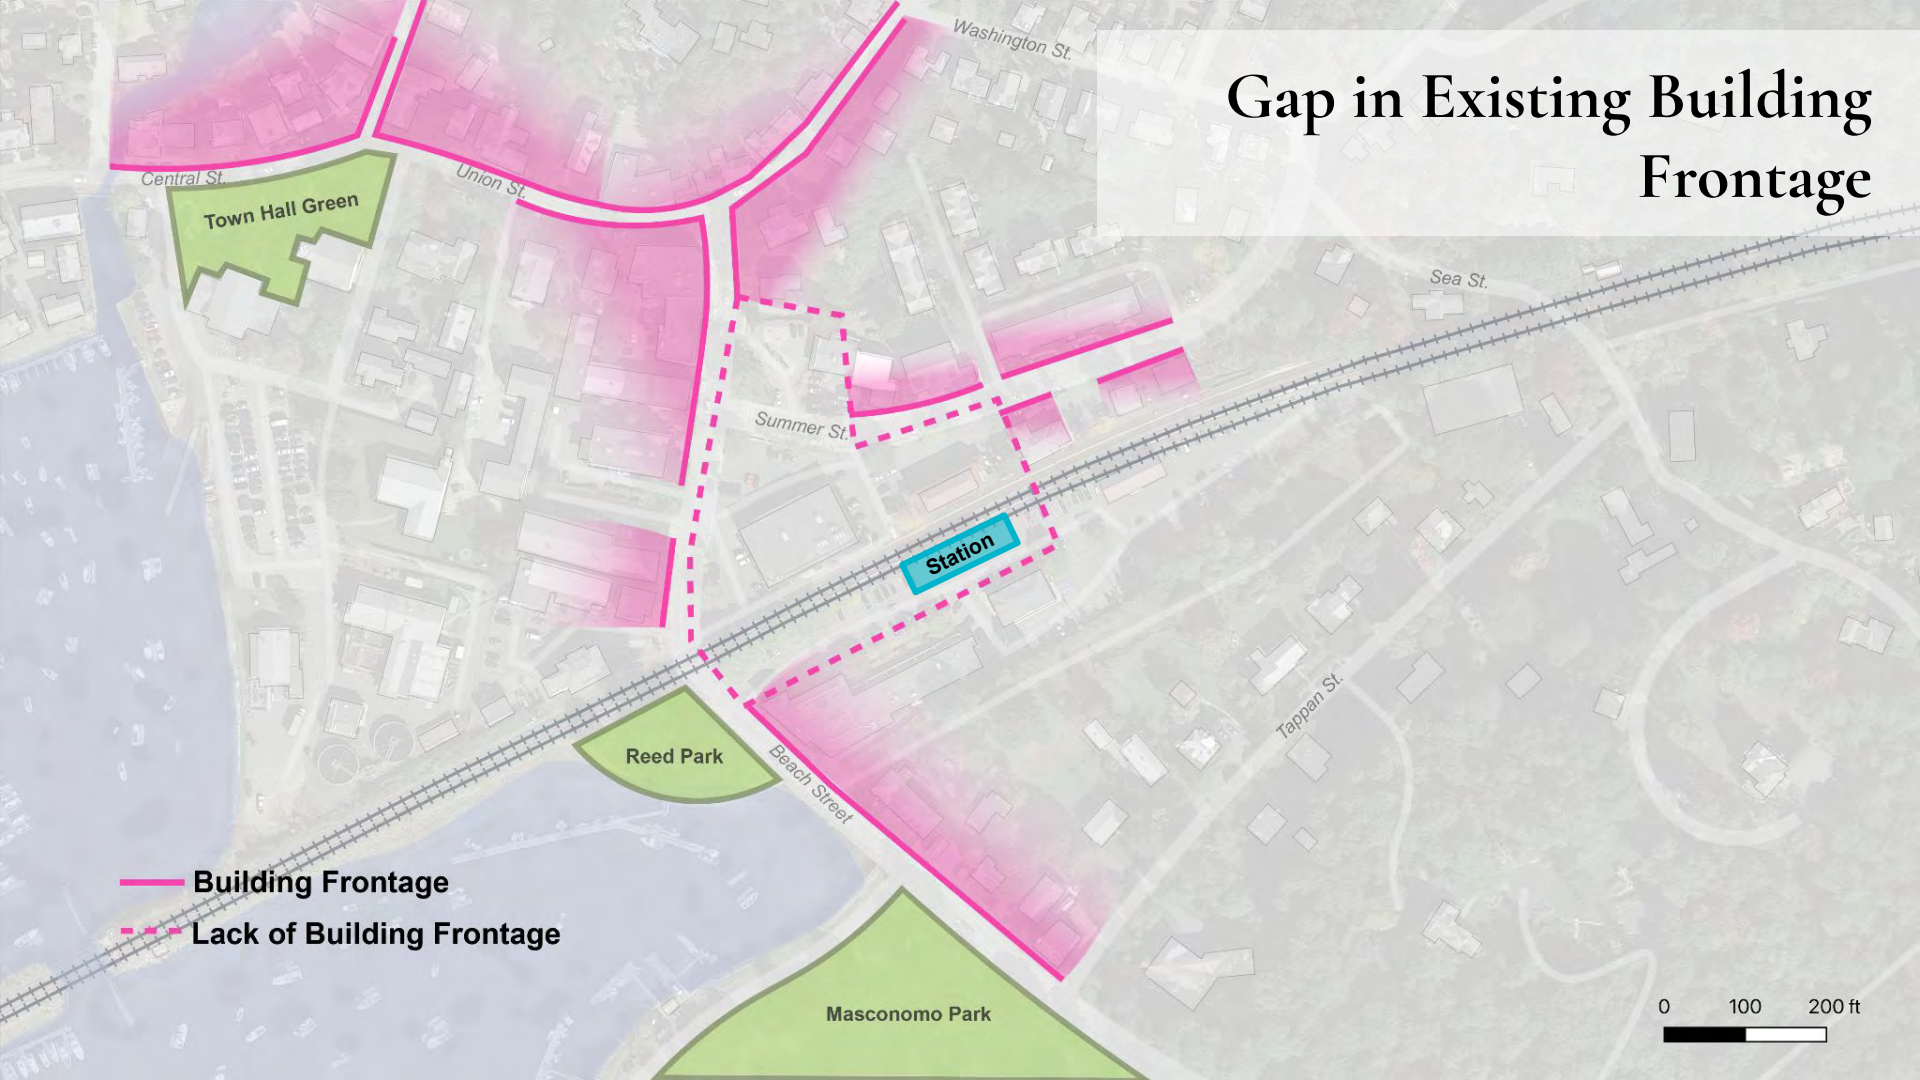 Gap in Existing Building
Frontage
Washington St.
Central St.
Union St.
Town Hall Green
Sea St.
Summer St.
Station
Tappan St.
Reed Park
Beach Street
Building Frontage
Lack of Building Frontage
Masconomo Park
0 100 200 ft